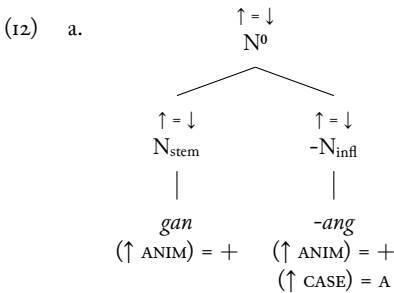 (12) a. ↑ = ↓
N⁰
↑ = ↓ ↑ = ↓
N_stem -N_infl
gan -ang
(↑ ANIM) = + (↑ ANIM) = +
(↑ CASE) = A